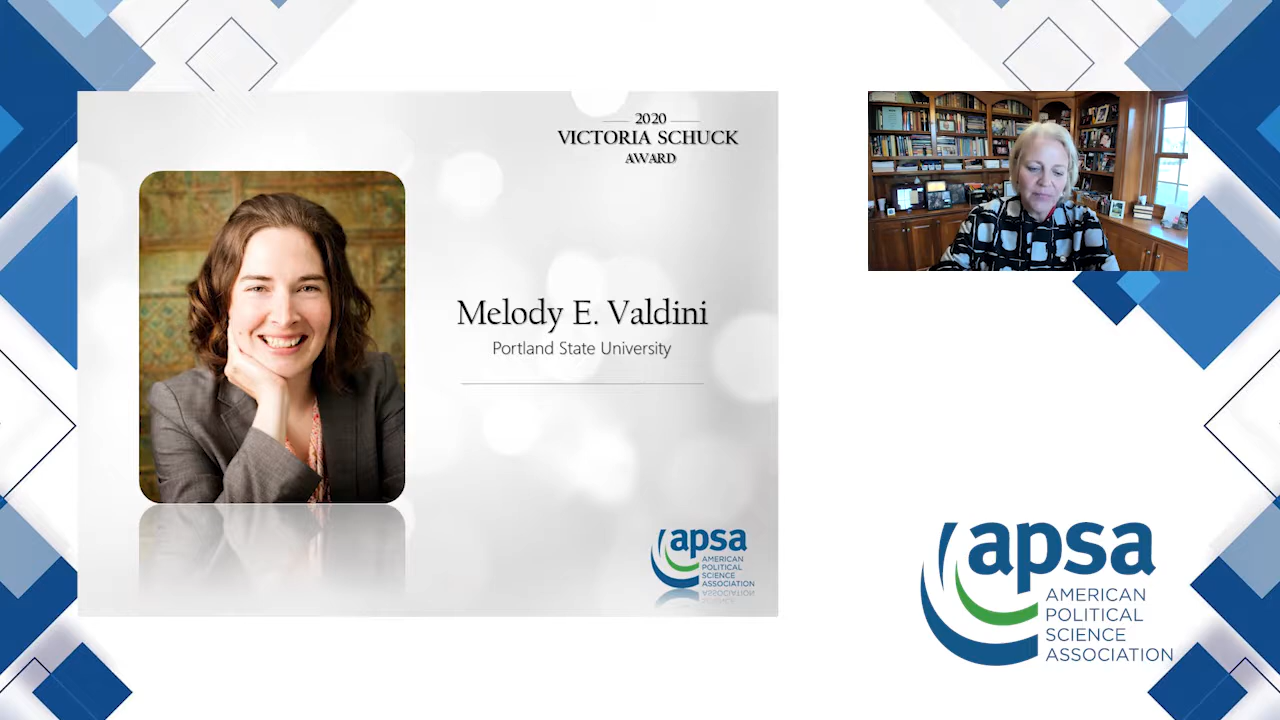 2020
VICTORIA SCHUCK
AWARD
Melody E. Valdini
Portland State University
apsa
AMERICAN
POLITICAL
SCIENCE
ASSOCIATION
apsa
AMERICAN
POLITICAL
SCIENCE
ASSOCIATION